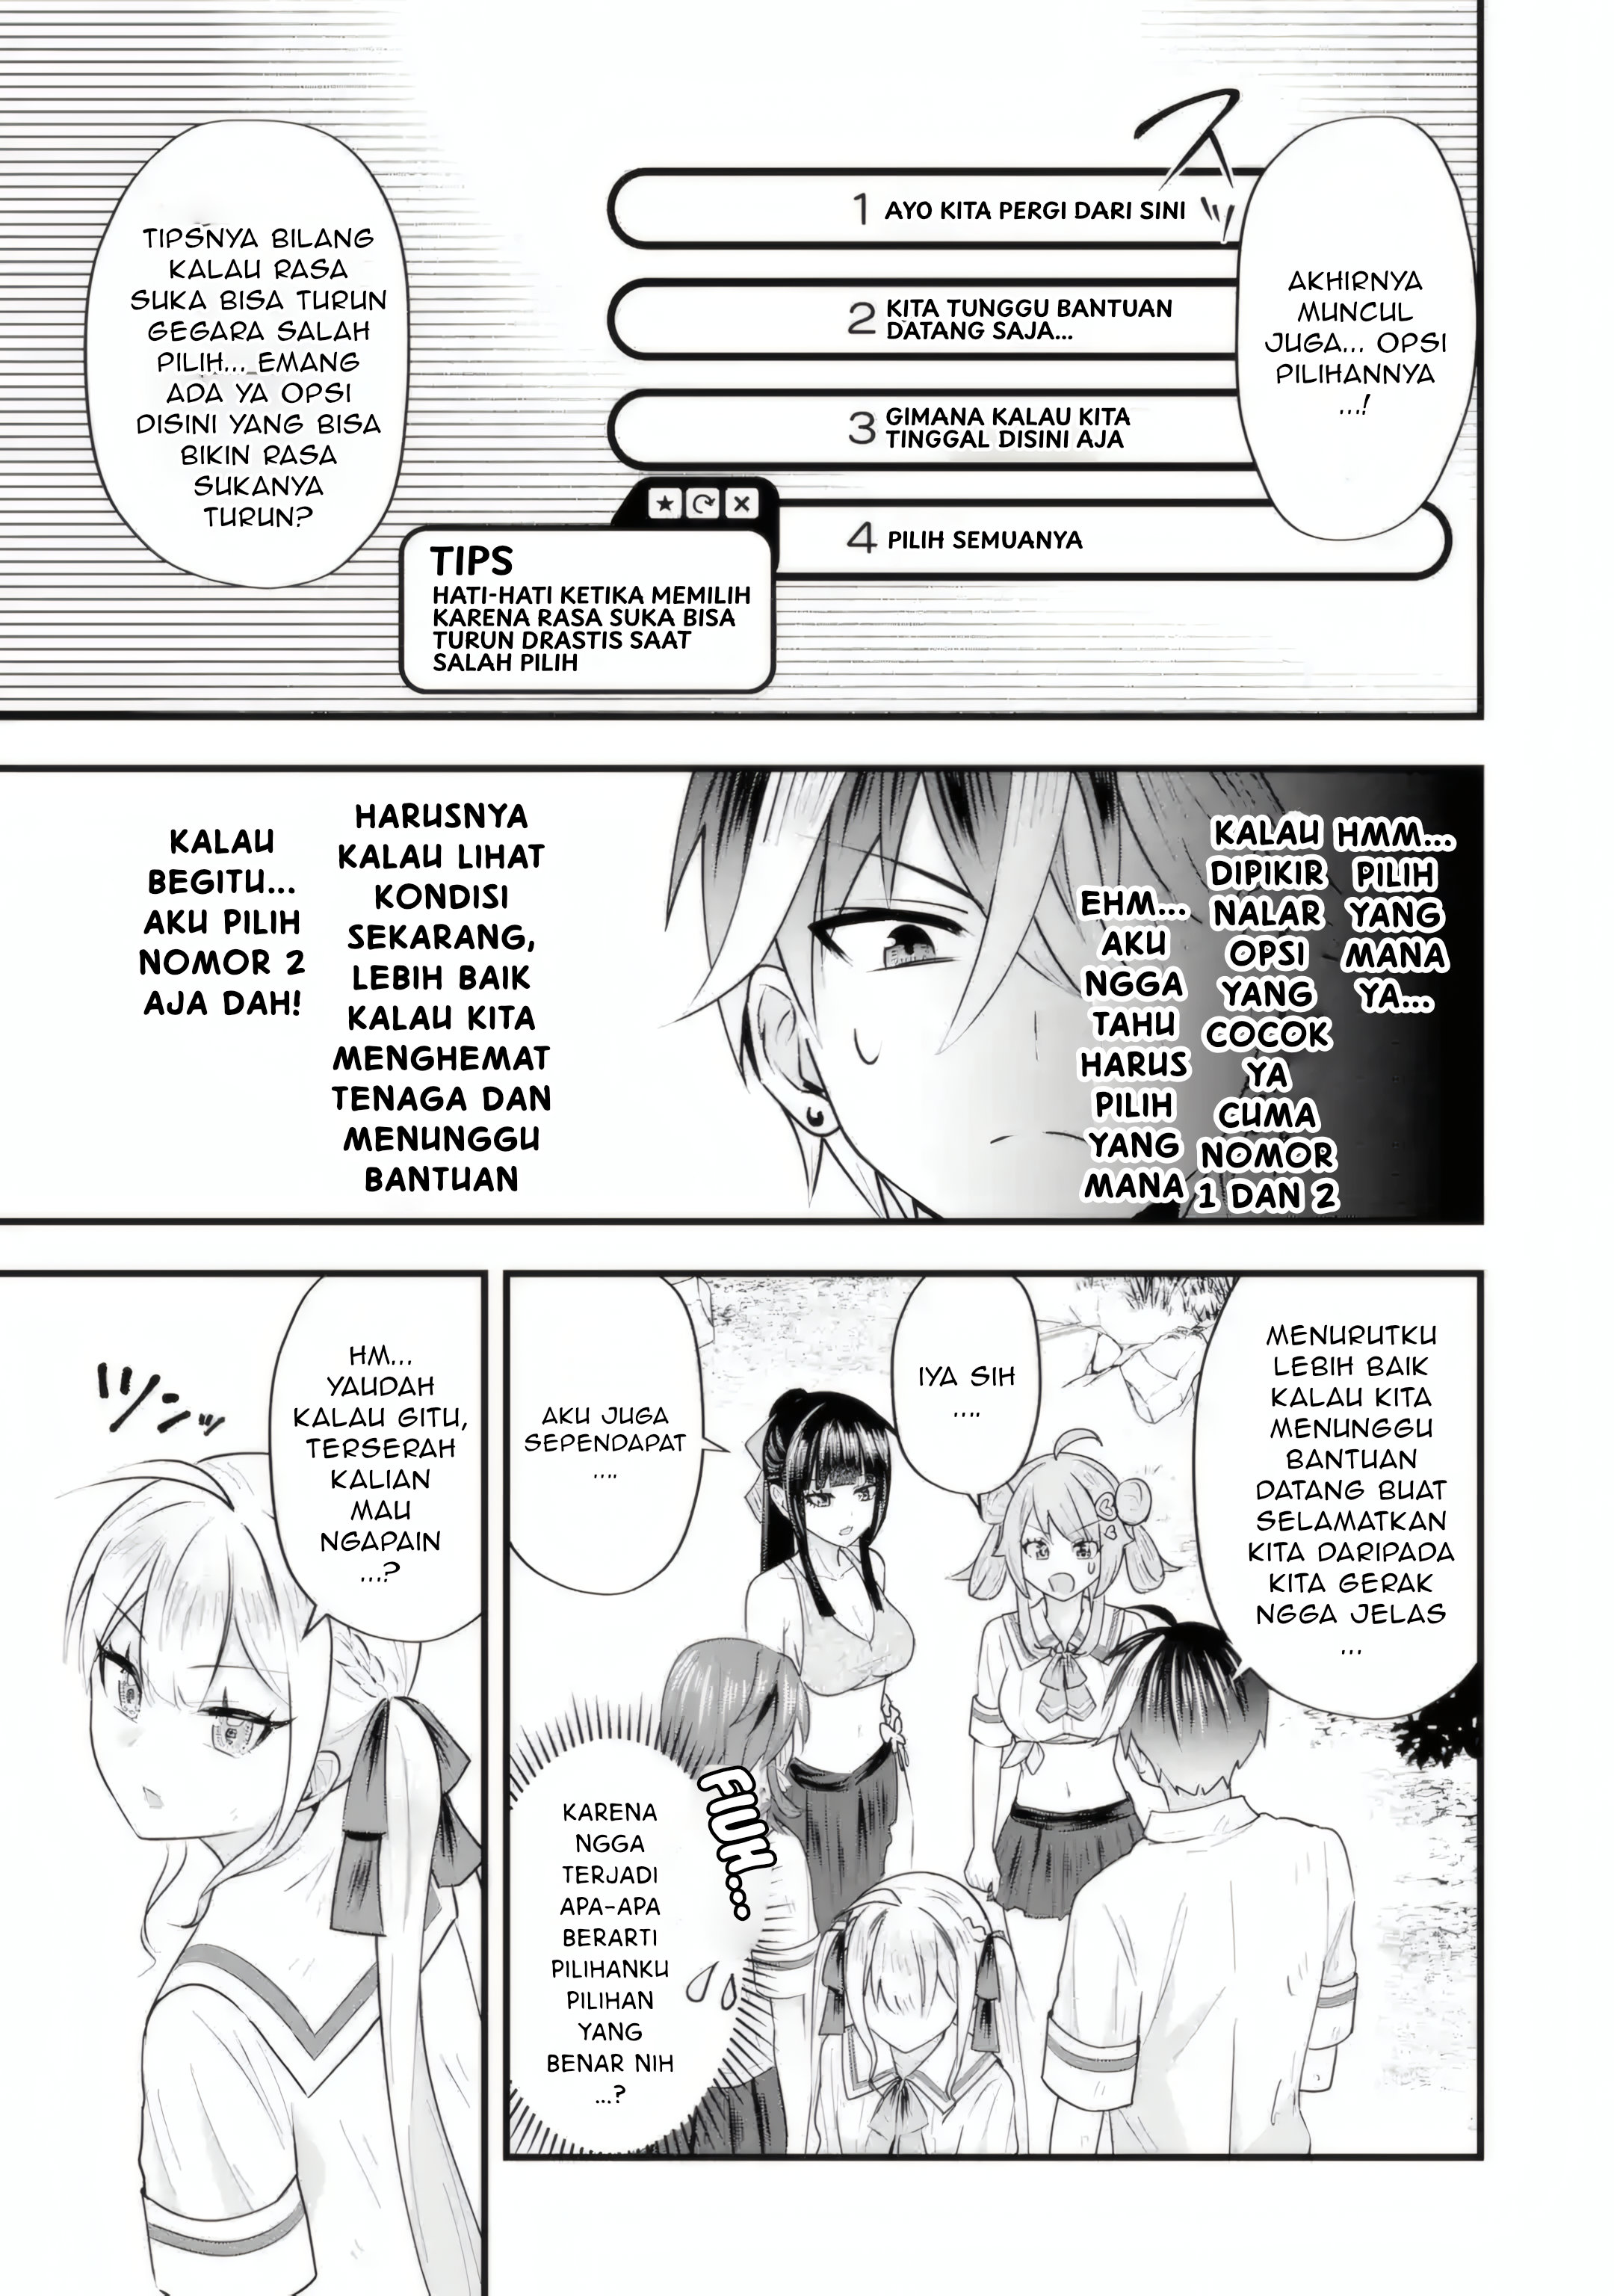 ス
ッ
AKHIRNYA
MUNCUL
JUGA... OPSI
PILIHANNYA
...!
1 AYO KITA PERGI DARI SINI
2 KITA TUNGGU BANTUAN
DATANG SAJA...
3 GIMANA KALAU KITA
TINGGAL DISINI AJA
4 PILIH SEMUANYA
TIPS
HATI-HATI KETIKA MEMILIH
KARENA RASA SUKA BISA
TURUN DRASTIS SAAT
SALAH PILIH
TIPSNYA BILANG
KALAU RASA
SUKA BISA TURUN
GEGARA SALAH
PILIH... EMANG
ADA YA OPSI
DISINI YANG BISA
BIKIN RASA
SUKANYA
TURUN?
HMM...
PILIH
YANG
MANA
YA...
KALAU
DIPIKIR
NALAR
OPSI
YANG
COCOK
YA
CUMA
NOMOR
1 DAN 2
EHM...
AKU
NGGA
TAHU
HARUS
PILIH
YANG
MANA
HARUSNYA
KALAU LIHAT
KONDISI
SEKARANG,
LEBIH BAIK
KALAU KITA
MENGHEMAT
TENAGA DAN
MENUNGGU
BANTUAN
KALAU
BEGITU...
AKU PILIH
NOMOR 2
AJA DAH!
MENURUTKU
LEBIH BAIK
KALAU KITA
MENUNGGU
BANTUAN
DATANG BUAT
SELAMATKAN
KITA DARIPADA
KITA GERAK
NGGA JELAS
...
IYA SIH
....
AKU JUGA
SEPENDAPAT
....
FUH...
KARENA
NGGA
TERJADI
APA-APA
BERARTI
PILIHANKU
PILIHAN
YANG
BENAR NIH
...?
HM...
YAUDAH
KALAU GITU,
TERSERAH
KALIAN
MAU
NGAPAIN
...?
ツンッ